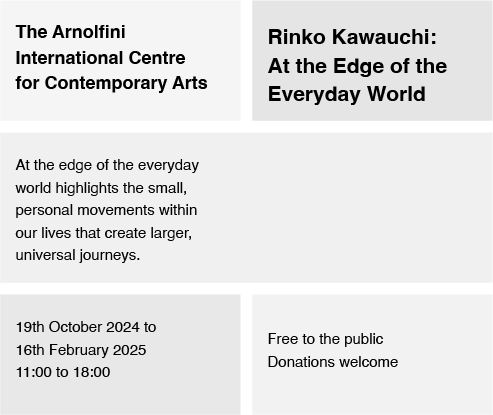 The Arnolfini
International Centre
for Contemporary Arts
Rinko Kawauchi:
At the Edge of the
Everyday World
At the edge of the everyday
world highlights the small,
personal movements within
our lives that create larger,
universal journeys.
19th October 2024 to
16th February 2025
11:00 to 18:00
Free to the public
Donations welcome